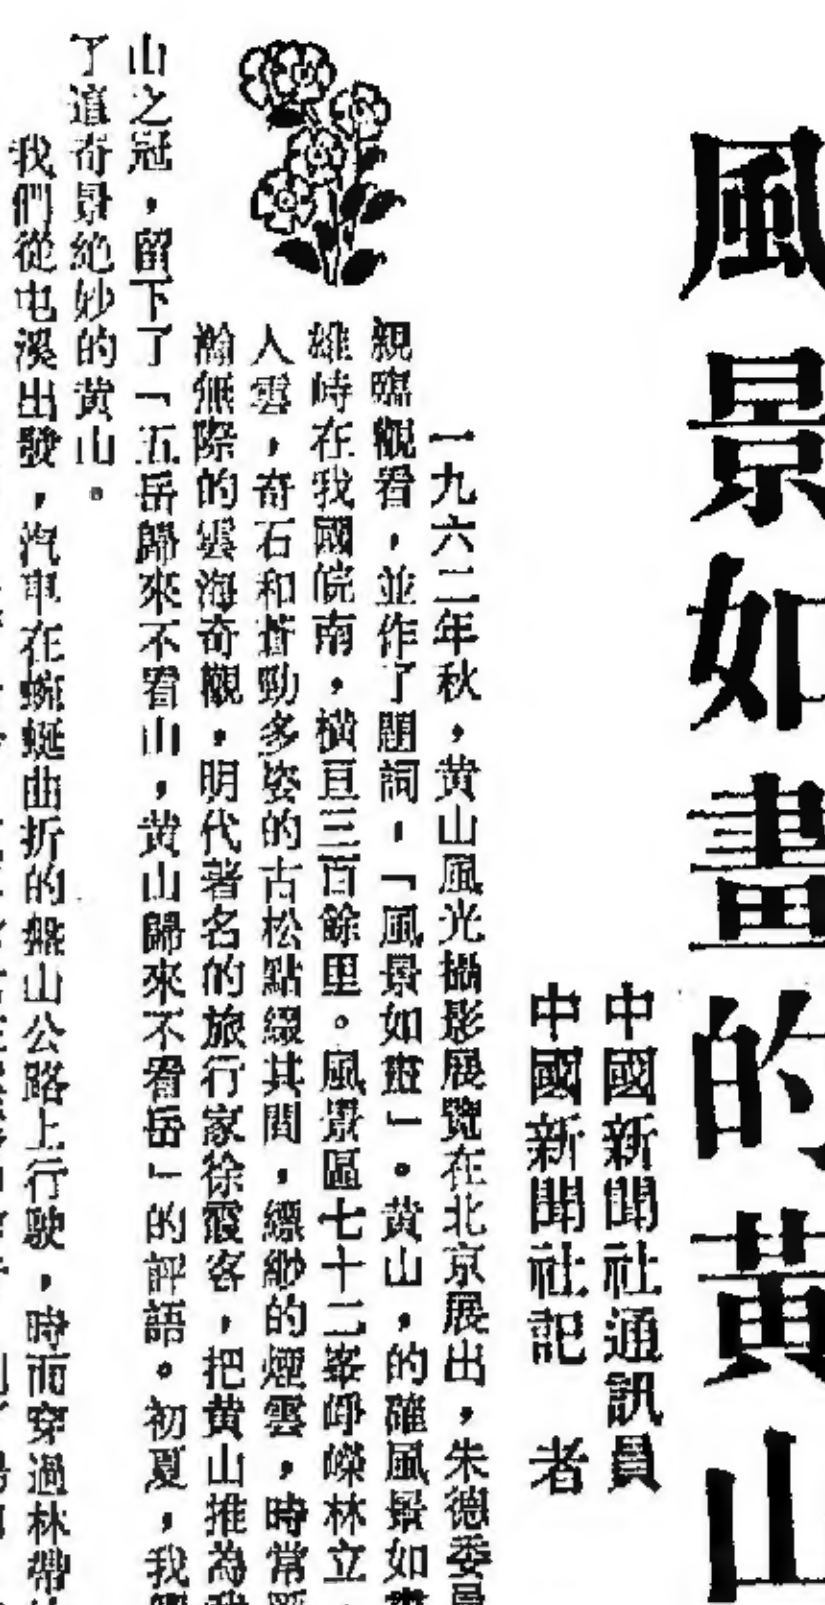 風景如畫的黃山
中國新聞社通訊員
中國新聞社記　者
一九六二年秋，黃山風光攝影展覽在北京展出，朱德委員
親臨觀看，並作了題詞，「風景如畫」。黃山，的確風景如畫
雄峙在我國皖南，橫亘三百餘里。風景區七十二峯崢嶸林立，
入雲，奇石和蒼勁多姿的古松點綴其間，縹緲的煙雲，時常
瀚無際的雲海奇觀，明代著名的旅行家徐霞客，把黃山推為我
山之冠，留下了「五岳歸來不看山，黃山歸來不看岳」的評語。初夏，我
了這奇景絕妙的黃山。
我們從屯溪出發，汽車在蜿蜒曲折的盤山公路上行駛，時而穿過林帶